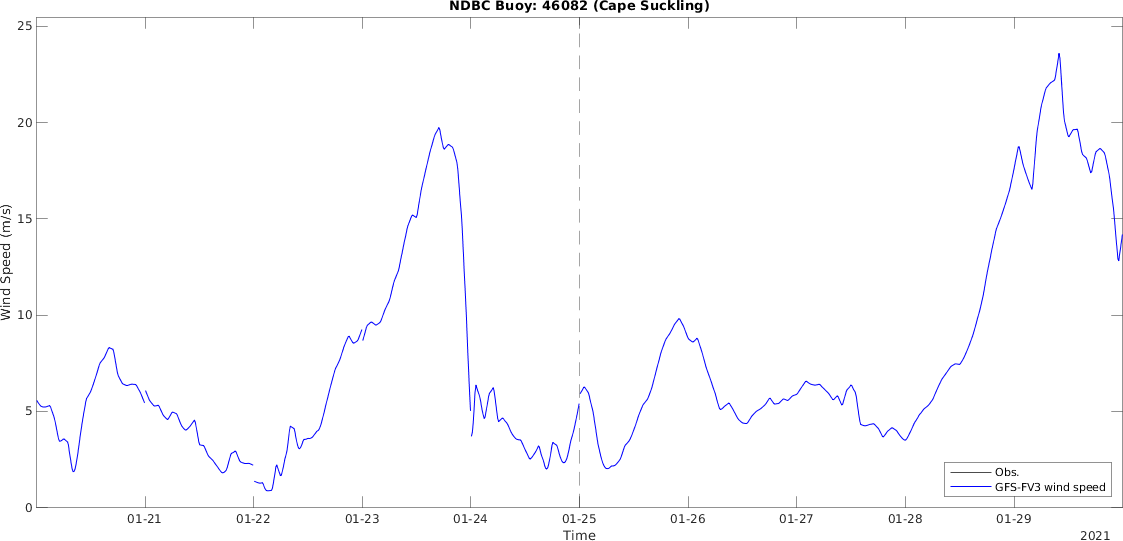 NDBC Buoy: 46082 (Cape Suckling)
25
20
15
10
5
0
Wind Speed (m/s)
01-21 01-22 01-23 01-24 01-25 01-26 01-27 01-28 01-29
Time
2021
Obs.
GFS-FV3 wind speed